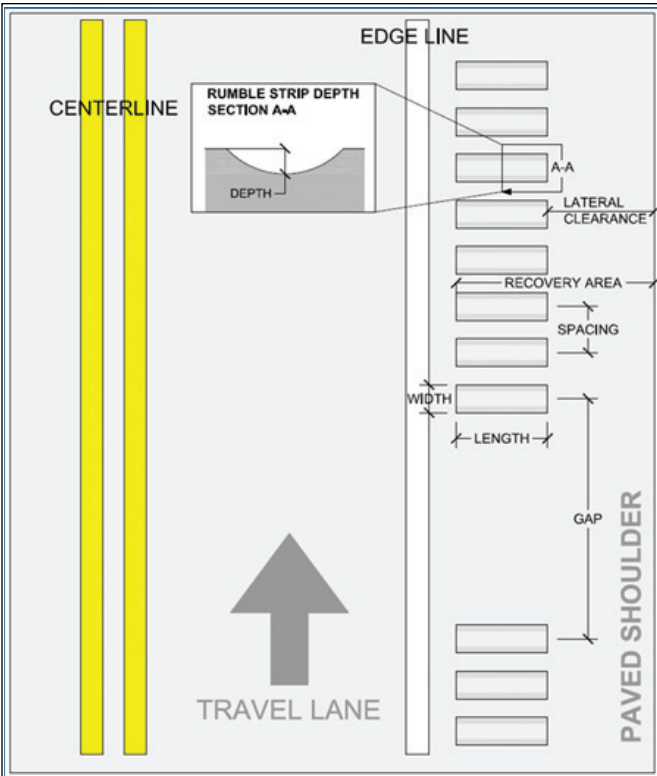 EDGE LINE
CENTERLINE
RUMBLE STRIP DEPTH
SECTION A-A
DEPTH
A-A
LATERAL
CLEARANCE
RECOVERY AREA
SPACING
WIDTH
LENGTH
GAP
PAVED SHOULDER
TRAVEL LANE